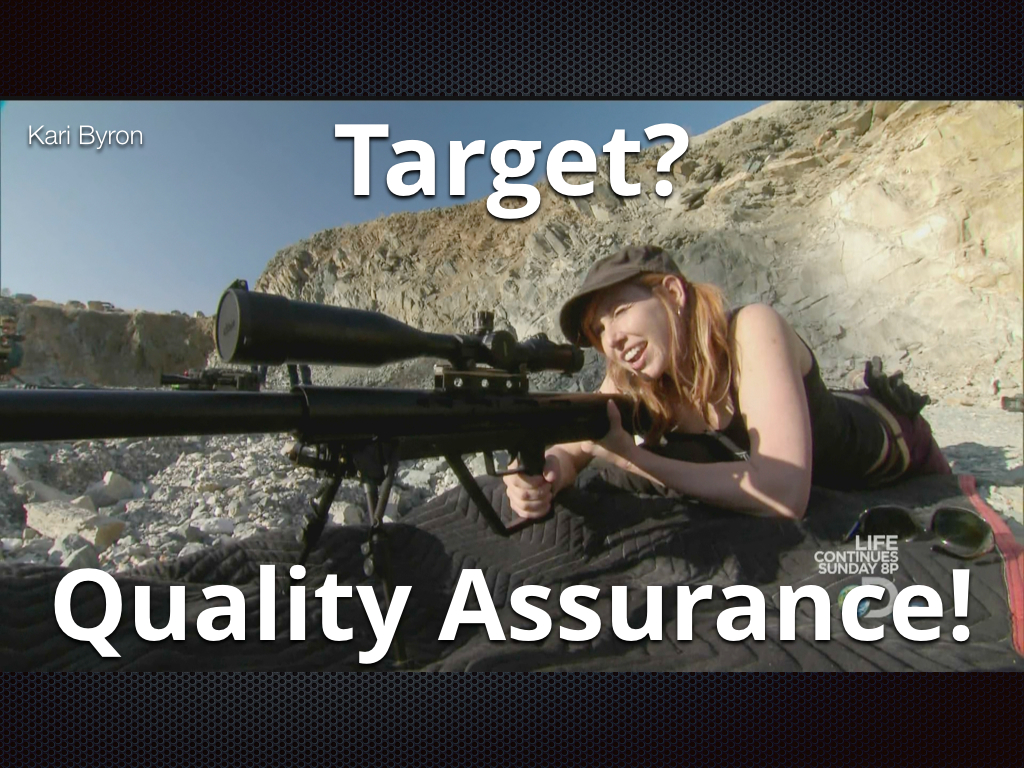 Kari Byron
Target?
LIFE
CONTINUES
SUNDAY 8P
Quality Assurance!